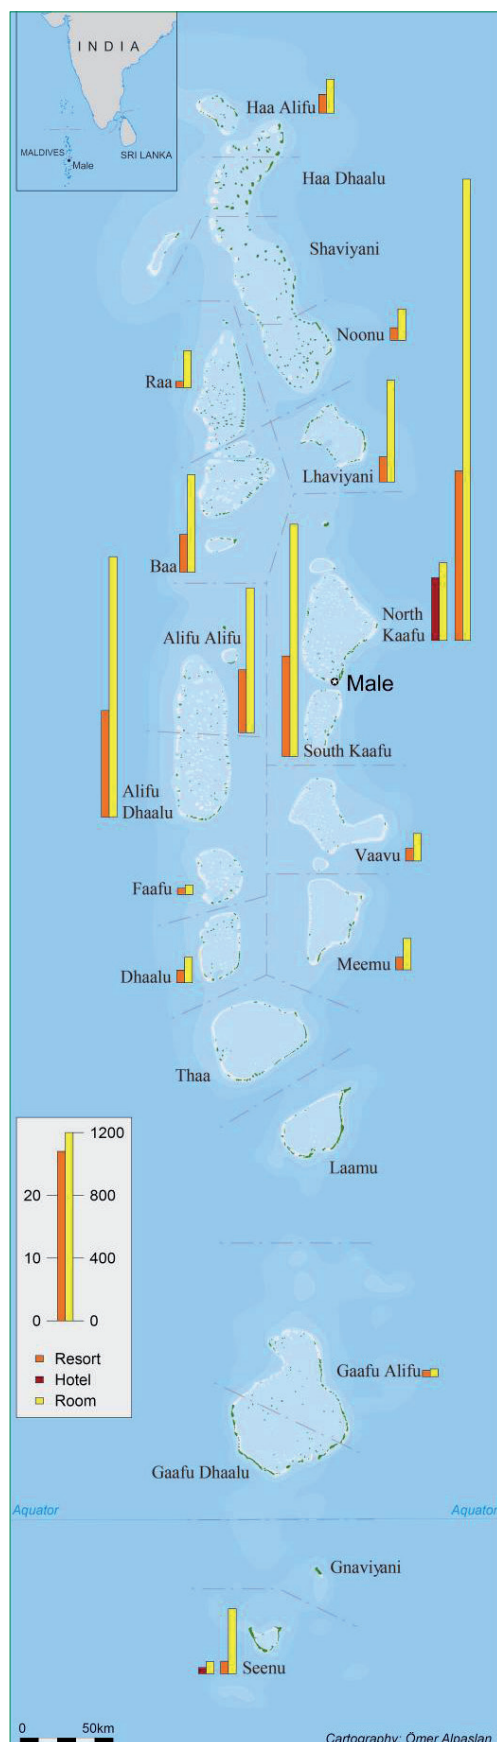 INDIA
MALDIVES
Male
SRI LANKA
Haa Alifu
Haa Dhaalu
Shaviyani
Noonu
Raa
Lhaviyani
Baa
North
Kaafu
Alifu Alifu
Male
South Kaafu
Alifu
Dhaalu
Vaavu
Faafu
Meemu
Dhaalu
Thaa
Laamu
1200
20 800
10 400
0 0
Resort
Hotel
Room
Gaafu Alifu
Gaafu Dhaalu
Aquator Aquator
Gnaviyani
Seenu
0 50km
Cartography: Ömer Alpaslan